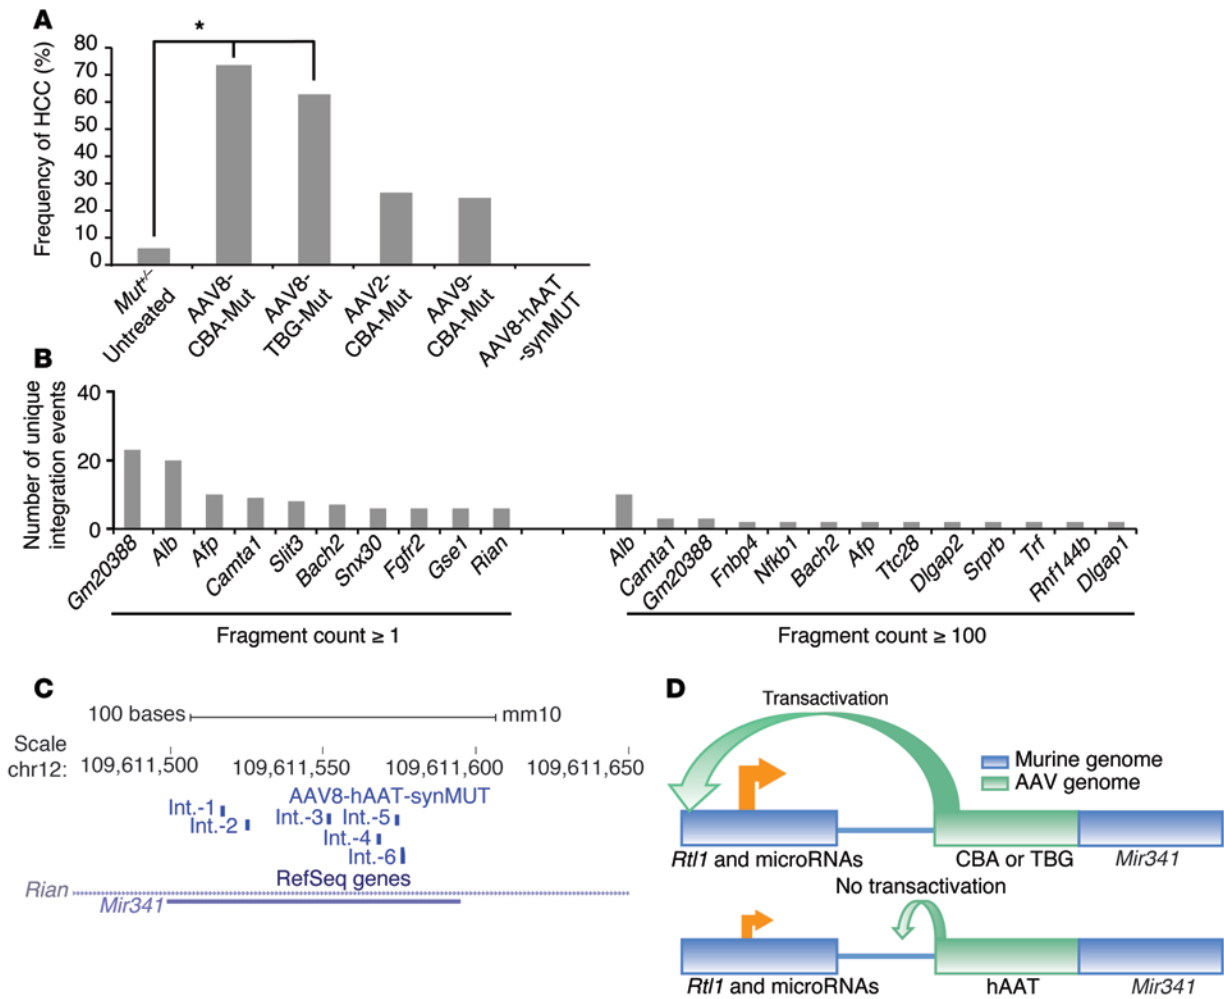 A
*
Frequency of HCC (%)
80
70
60
50
40
30
20
10
0
Mut+/–
Untreated
AAV8-
CBA-Mut
AAV8-
TBG-Mut
AAV2-
CBA-Mut
AAV9-
CBA-Mut
AAV8-hAAT
-synMUT
B
Number of unique
integration events
40
20
0
Gm20388
Alb
Afp
Camta1
Slit3
Bach2
Snx30
Fgfr2
Gse1
Rian
Alb
Camta1
Gm20388
Fnbp4
Nfkb1
Bach2
Afp
Ttc28
Dlgap2
Srprb
Trf
Rnf144b
Dlgap1
Fragment count ≥ 1
Fragment count ≥ 100
C
100 bases
mm10
Scale
chr12:
109,611,500
109,611,550
109,611,600
109,611,650
AAV8-hAAT-synMUT
Int.-1
Int.-2
Int.-3
Int.-5
Int.-4
Int.-6
RefSeq genes
Rian
Mir341
D
Transactivation
Murine genome
AAV genome
Rtl1 and microRNAs
CBA or TBG
Mir341
No transactivation
Rtl1 and microRNAs
hAAT
Mir341